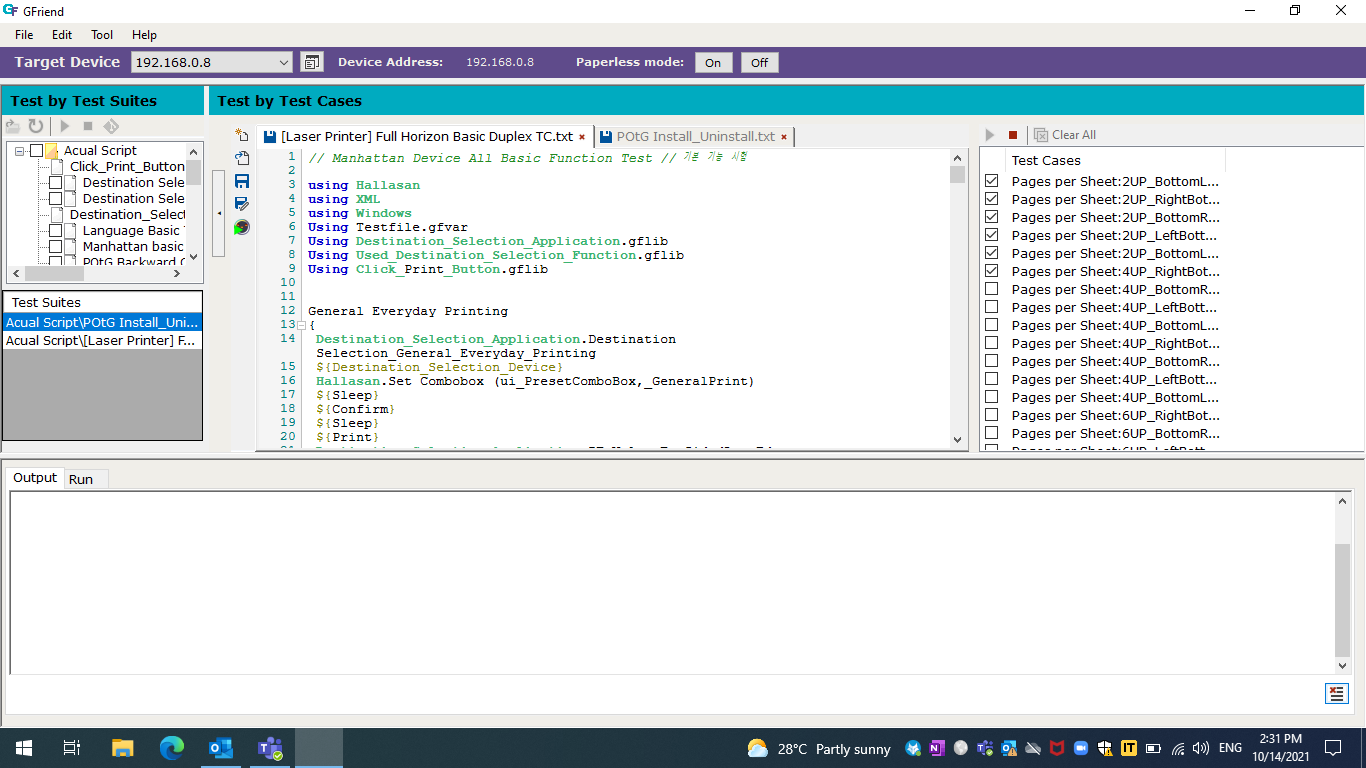 GFriend
File Edit Tool Help
Target Device 192.168.0.8 Device Address: 192.168.0.8 Paperless mode: On Off
Test by Test Suites
Acual Script
Click_Print_Button
Destination Sele
Destination Sele
Destination_Select
Language Basic
Manhattan basic
POtG Backward C
Test Suites
Acual Script\POtG Install_Uni...
Acual Script\[Laser Printer] F...
Test by Test Cases
[Laser Printer] Full Horizon Basic Duplex TC.txt POtG Install_Uninstall.txt
1 // Manhattan Device All Basic Function Test // 기본 기능 시험
2
3 using Hallasan
4 using XML
5 using Windows
6 Using Testfile.gfvar
7 Using Destination_Selection_Application.gflib
8 Using Used_Destination_Selection_Function.gflib
9 Using Click_Print_Button.gflib
10
11
12 General Everyday Printing
13 {
14 Destination_Selection_Application.Destination
Selection_General_Everyday_Printing
15 ${Destination_Selection_Device}
16 Hallasan.Set Combobox (ui_PresetComboBox,_GeneralPrint)
17 ${Sleep}
18 ${Confirm}
19 ${Sleep}
20 ${Print}
Clear All
Test Cases
Pages per Sheet:2UP_BottomL...
Pages per Sheet:2UP_RightBot...
Pages per Sheet:2UP_BottomR...
Pages per Sheet:2UP_LeftBott...
Pages per Sheet:2UP_BottomL...
Pages per Sheet:4UP_RightBot...
Pages per Sheet:4UP_BottomR...
Pages per Sheet:4UP_LeftBott...
Pages per Sheet:4UP_BottomL...
Pages per Sheet:4UP_RightBot...
Pages per Sheet:4UP_BottomR...
Pages per Sheet:4UP_LeftBott...
Pages per Sheet:4UP_BottomL...
Pages per Sheet:6UP_RightBot...
Pages per Sheet:6UP_BottomR...
Pages per Sheet:6UP_LeftBott...
Output Run
28°C Partly sunny
ENG
2:31 PM
10/14/2021